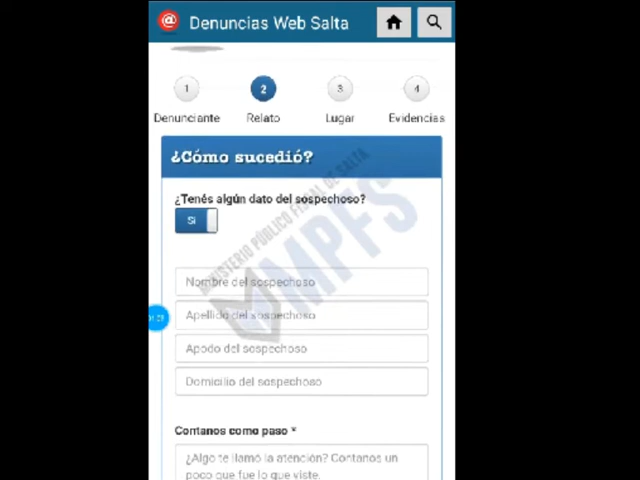 @ Denuncias Web Salta
1 2 3 4
Denunciante Relato Lugar Evidencias
¿Cómo sucedió?
¿Tenés algún dato del sospechoso?
Si
Nombre del sospechoso
Apellido del sospechoso
Apodo del sospechoso
Domicilio del sospechoso
Contanos como paso *
¿Algo te llamó la atención? Contanos un
poco que fue lo que viste.
MINISTERIO PÚBLICO FISCAL DE SALTA
MPFS